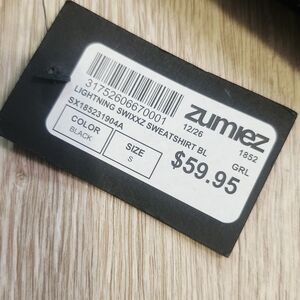 31752606670001
LIGHTNING SWIXXZ SWEATSHIRT BL
SX185231904A
COLOR
BLACK
SIZE
S
zumiez
12/26
1852
$59.95
GRL